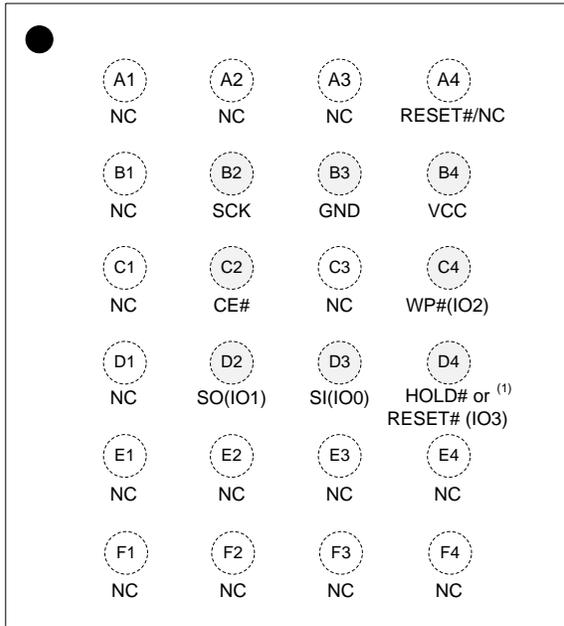 A1 A2 A3 A4
NC NC NC RESET#/NC
B1 B2 B3 B4
NC SCK GND VCC
C1 C2 C3 C4
NC CE# NC WP#(IO2)
D1 D2 D3 D4
NC SO(IO1) SI(IO0) HOLD# or (1)
RESET# (IO3)
E1 E2 E3 E4
NC NC NC NC
F1 F2 F3 F4
NC NC NC NC